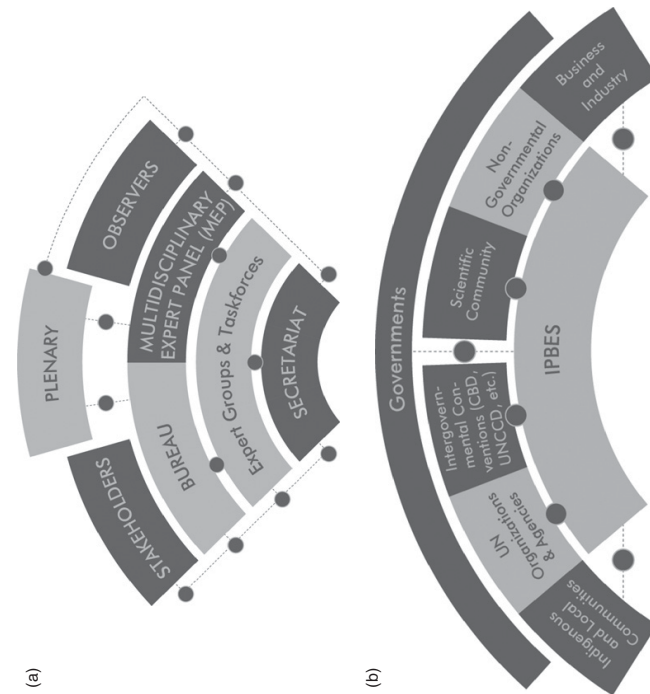 (a)
PLENARY
STAKEHOLDERS
OBSERVERS
BUREAU
MULTIDISCIPLINARY
EXPERT PANEL (MEP)
Expert Groups & Taskforces
SECRETARIAT
(b)
Governments
Indigenous
and Local
Communities
UN
Organizations
& Agencies
Intergovern-
mental Con-
ventions (CBD,
UNCCD, etc.)
Scientific
Community
Non-
Governmental
Organizations
Business
and
Industry
IPBES